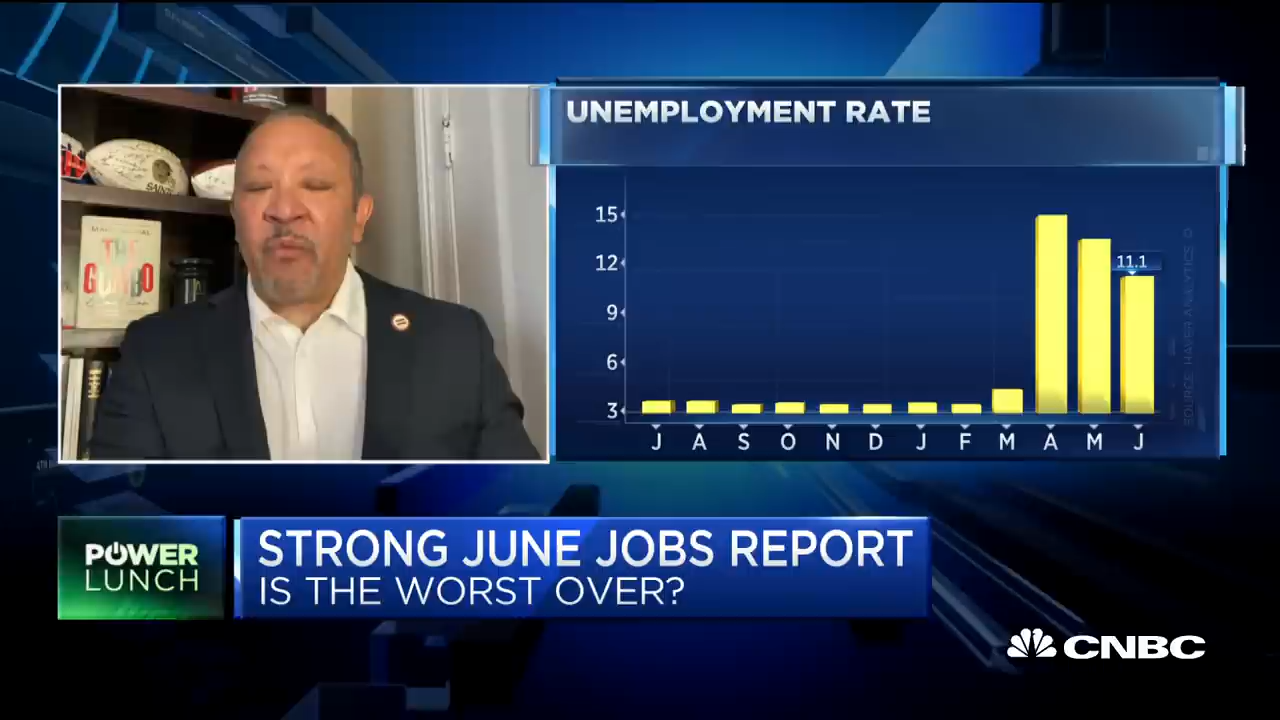 UNEMPLOYMENT RATE
15
12
9
6
3
11.1
J A S O N D J F M A M J
SOURCE: HAVER ANALYTICS
SAINTS
THE
GUMBO
POWER
LUNCH
STRONG JUNE JOBS REPORT
IS THE WORST OVER?
CNBC